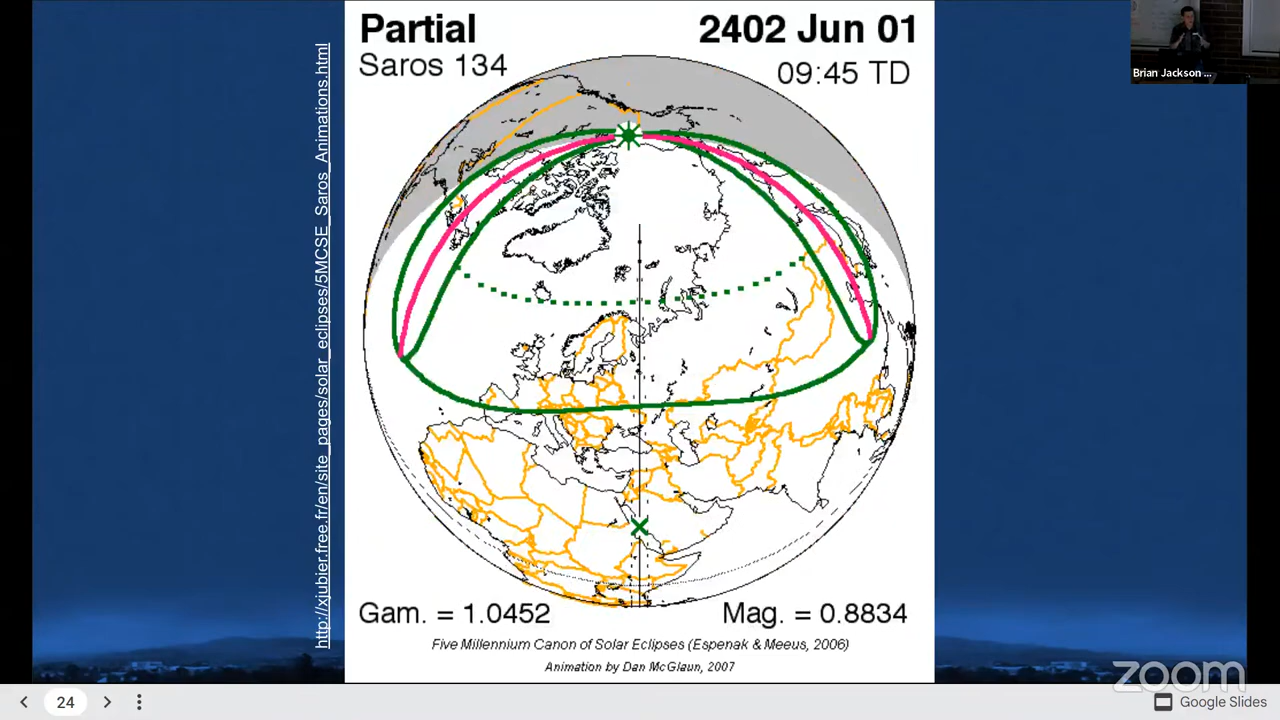 Partial
2402 Jun 01
Saros 134
09:45 TD
http://xjubier.free.fr/en/site_pages/solar_eclipses/5MCSE_Saros_Animations.html
Gam. = 1.0452
Mag. = 0.8834
Five Millennium Canon of Solar Eclipses (Espenak & Meeus, 2006)
Animation by Dan McGlaun, 2007
Brian Jackson ...
zoom
24
Google Slides